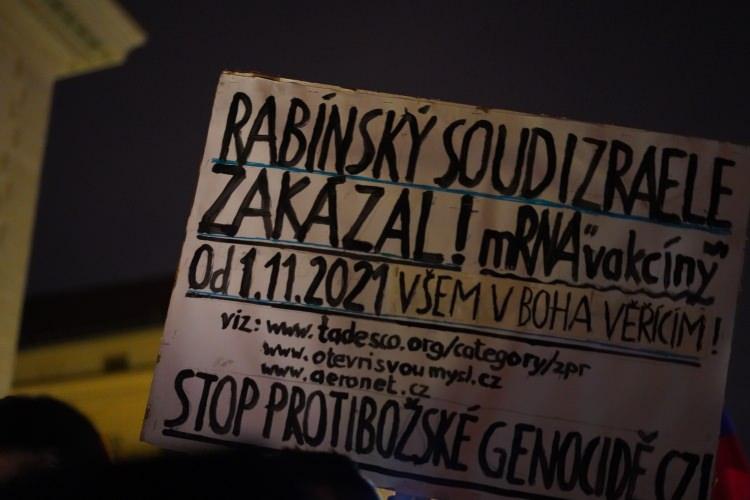 RABÍNSKÝ SOUD IZRAELE
ZAKÁZAL! mRNA "vakcíny"
Od 1.11.2021 VŠEM V BOHA VĚŘÍCÍM!
viz: www.tadesco.org/category/zpr
www.otevrisvoumysl.cz
www.aeronet.cz
STOP PROTIBOŽSKÉ GENOCIDĚ CZ!